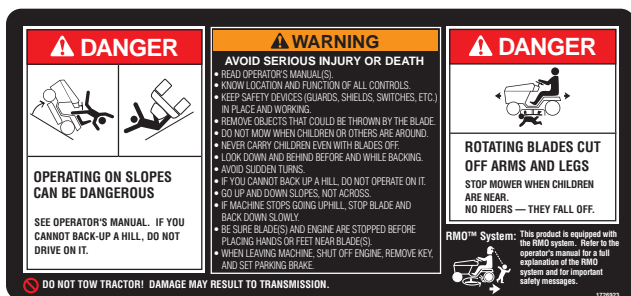 DANGER
OPERATING ON SLOPES
CAN BE DANGEROUS
SEE OPERATOR'S MANUAL. IF YOU
CANNOT BACK-UP A HILL, DO NOT
DRIVE ON IT.
WARNING
AVOID SERIOUS INJURY OR DEATH
• READ OPERATOR'S MANUAL(S).
• KNOW LOCATION AND FUNCTION OF ALL CONTROLS.
• KEEP SAFETY DEVICES (GUARDS, SHIELDS, SWITCHES, ETC.)
IN PLACE AND WORKING.
• REMOVE OBJECTS THAT COULD BE THROWN BY THE BLADE.
• DO NOT MOW WHEN CHILDREN OR OTHERS ARE AROUND.
• NEVER CARRY CHILDREN EVEN WITH BLADES OFF.
• LOOK DOWN AND BEHIND BEFORE AND WHILE BACKING.
• AVOID SUDDEN TURNS.
• IF YOU CANNOT BACK UP A HILL, DO NOT OPERATE ON IT.
• GO UP AND DOWN SLOPES, NOT ACROSS.
• IF MACHINE STOPS GOING UPHILL, STOP BLADE AND
BACK DOWN SLOWLY.
• BE SURE BLADE(S) AND ENGINE ARE STOPPED BEFORE
PLACING HANDS OR FEET NEAR BLADE(S).
• WHEN LEAVING MACHINE, SHUT OFF ENGINE, REMOVE KEY,
AND SET PARKING BRAKE.
DANGER
ROTATING BLADES CUT
OFF ARMS AND LEGS
STOP MOWER WHEN CHILDREN
ARE NEAR.
NO RIDERS — THEY FALL OFF.
RMO™ System: This product is equipped with
the RMO system. Refer to the
operator's manual for a full
explanation of the RMO
system and for important
safety messages.
DO NOT TOW TRACTOR! DAMAGE MAY RESULT TO TRANSMISSION.
1726923